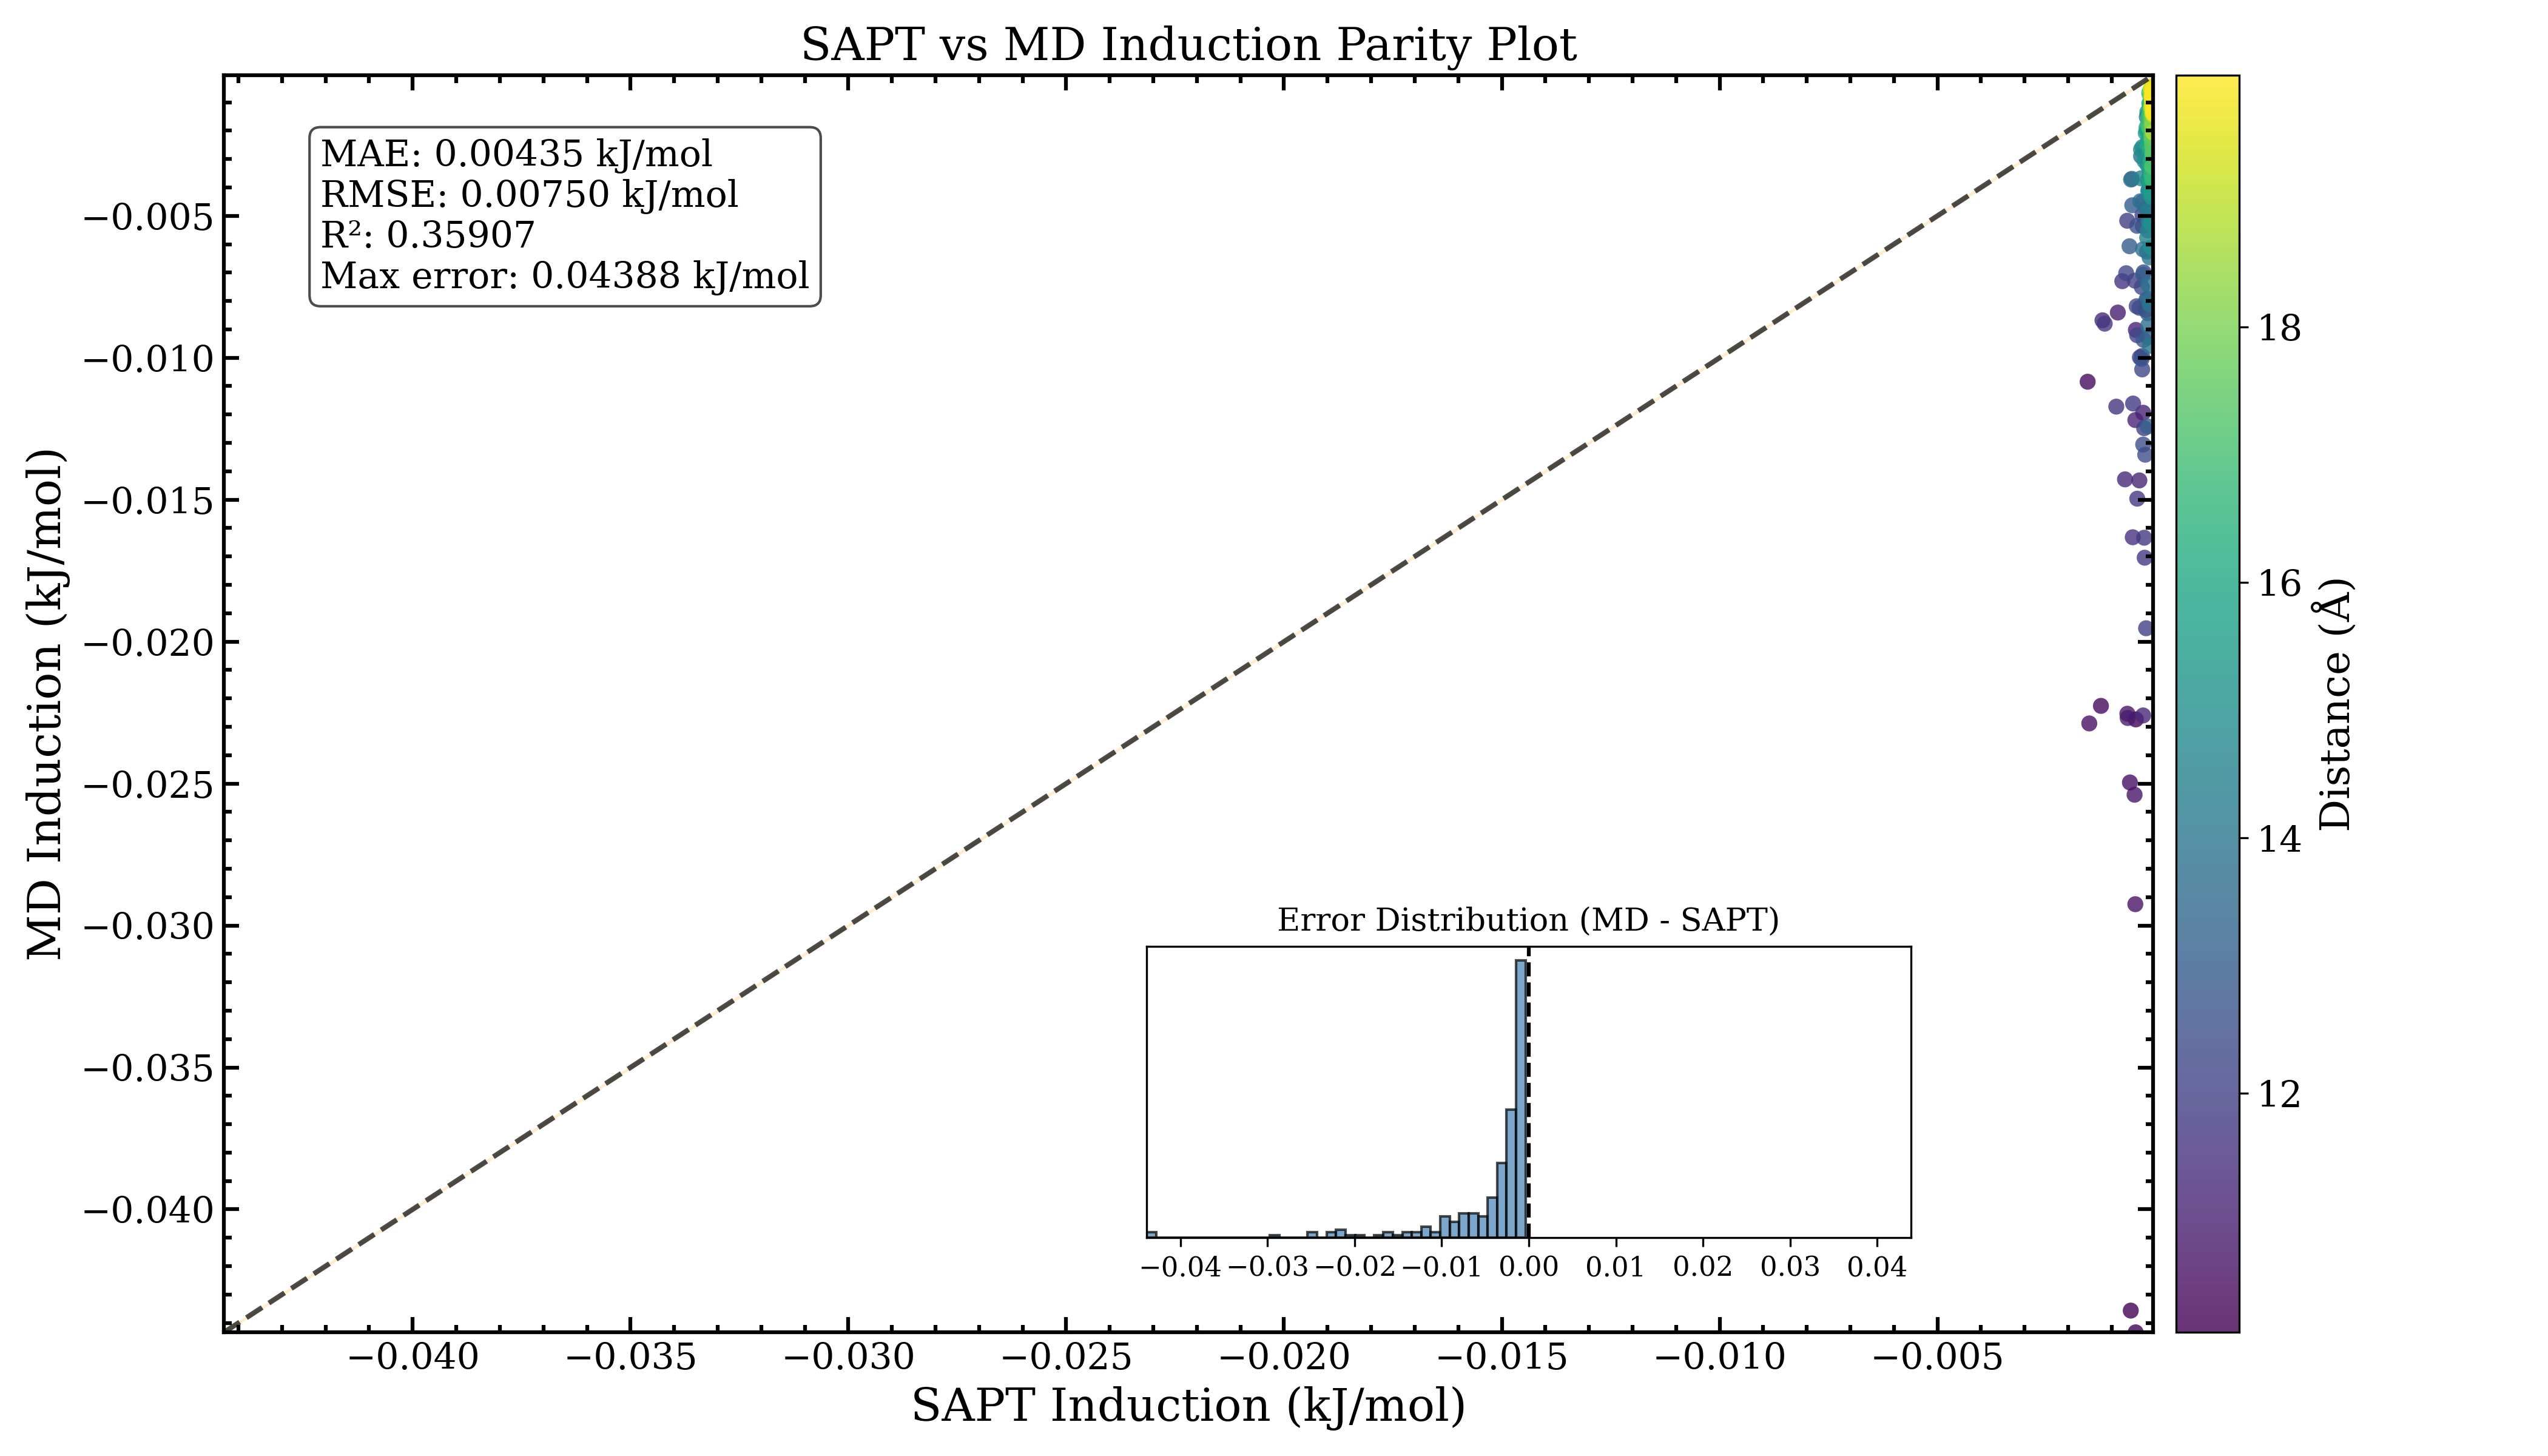 SAPT vs MD Induction Parity Plot
MAE: 0.00435 kJ/mol
RMSE: 0.00750 kJ/mol
R²: 0.35907
Max error: 0.04388 kJ/mol
MD Induction (kJ/mol)
−0.005
−0.010
−0.015
−0.020
−0.025
−0.030
−0.035
−0.040
Error Distribution (MD - SAPT)
−0.04 −0.03 −0.02 −0.01 0.00 0.01 0.02 0.03 0.04
−0.040 −0.035 −0.030 −0.025 −0.020 −0.015 −0.010 −0.005
SAPT Induction (kJ/mol)
18
16
14
12
Distance (Å)